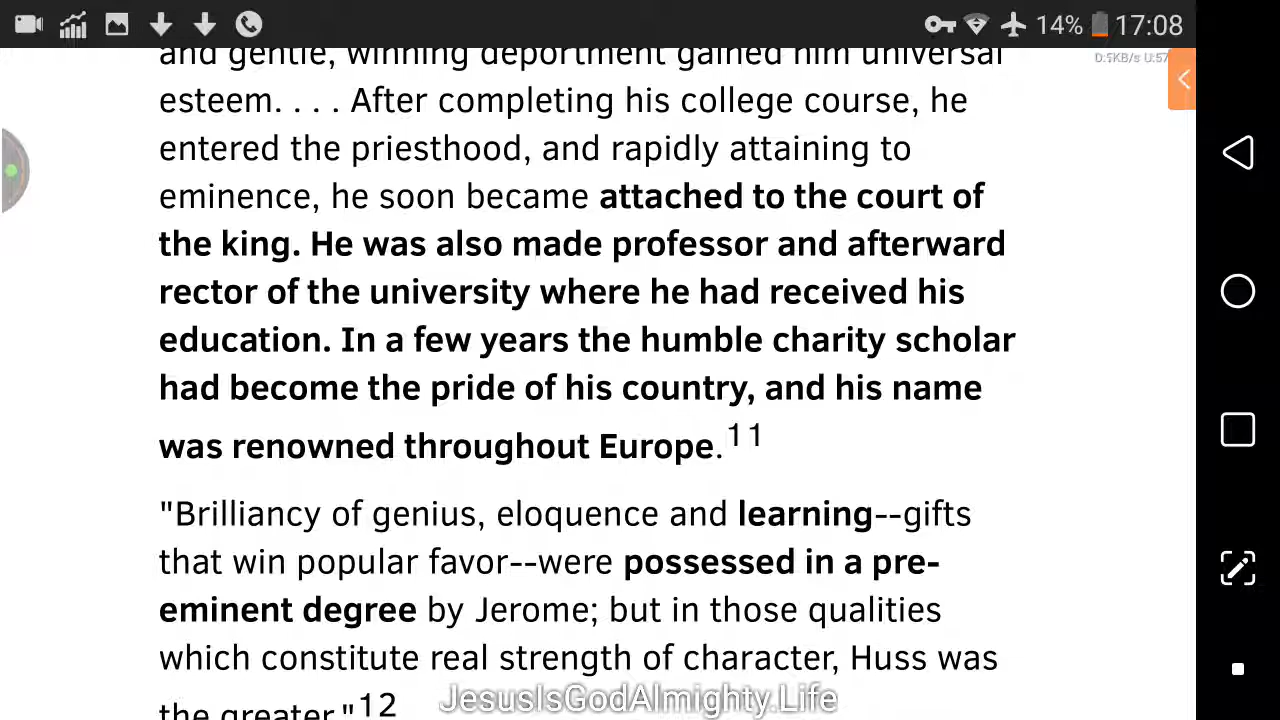 14% 17:08
and gentle, winning deportment gained him universal
esteem. . . . After completing his college course, he
entered the priesthood, and rapidly attaining to
eminence, he soon became attached to the court of
the king. He was also made professor and afterward
rector of the university where he had received his
education. In a few years the humble charity scholar
had become the pride of his country, and his name
was renowned throughout Europe.11
"Brilliancy of genius, eloquence and learning--gifts
that win popular favor--were possessed in a pre-
eminent degree by Jerome; but in those qualities
which constitute real strength of character, Huss was
the greater."12
JesusIsGodAlmighty.Life